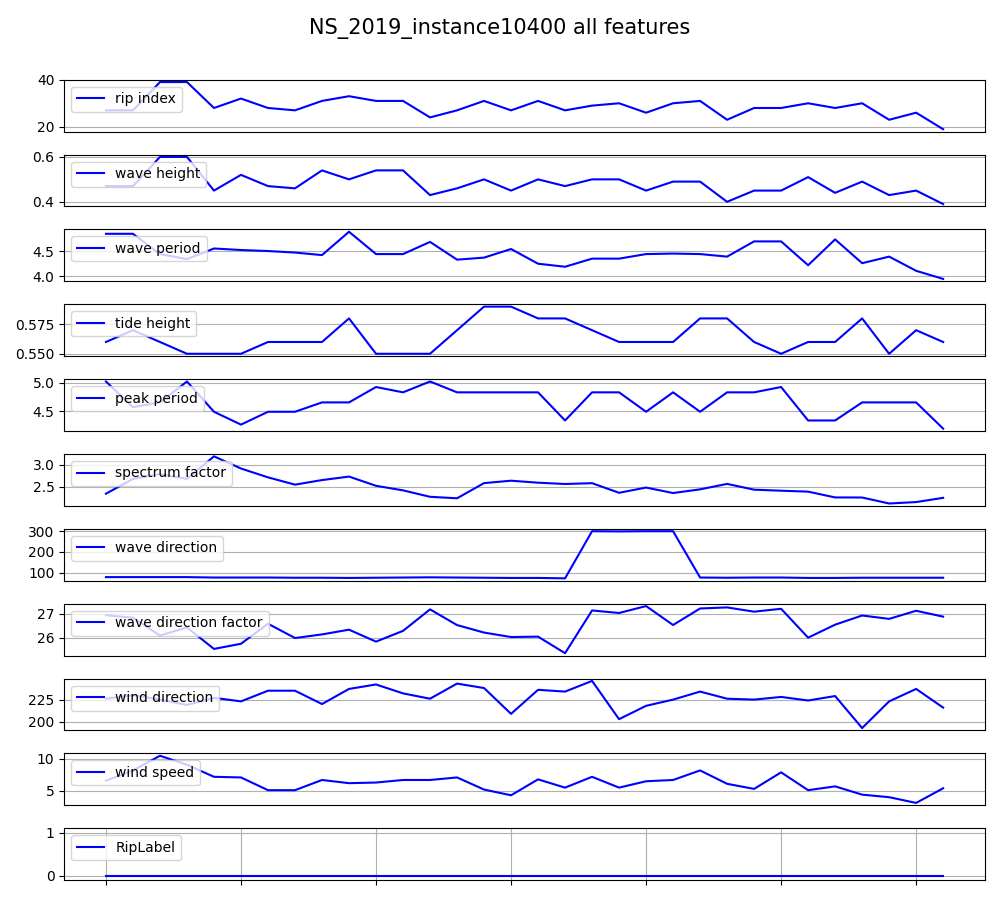 NS_2019_instance10400 all features
40
rip index
20
0.6
wave height
0.4
4.5
wave period
4.0
0.575
tide height
0.550
5.0
peak period
4.5
3.0
spectrum factor
2.5
300
wave direction
200
100
27
wave direction factor
26
wind direction
225
200
10
wind speed
5
1
RipLabel
0